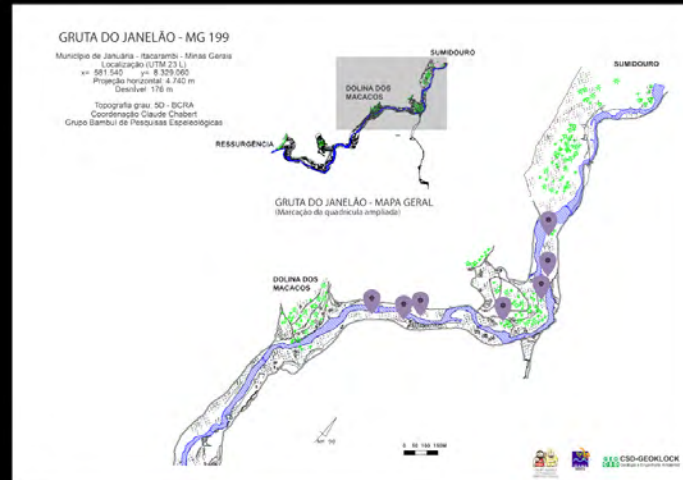 GRUTA DO JANELÃO - MG 199
Município de Januária - Itacarambi - Minas Gerais
Localização (UTM 23 L)
x= 581.540 y= 8.329.060
Projeção horizontal: 4.740 m
Desnível: 176 m
Topografia grau: 5D - BCRA
Coordenação Claude Chabert
Grupo Bambuí de Pesquisas Espeleológicas
SUMIDOURO
DOLINA DOS
MACACOS
RESSURGÊNCIA
GRUTA DO JANELÃO - MAPA GERAL
(Marcação da quadrícula ampliada)
SUMIDOURO
DOLINA DOS
MACACOS
CSD-GEOKLOCK